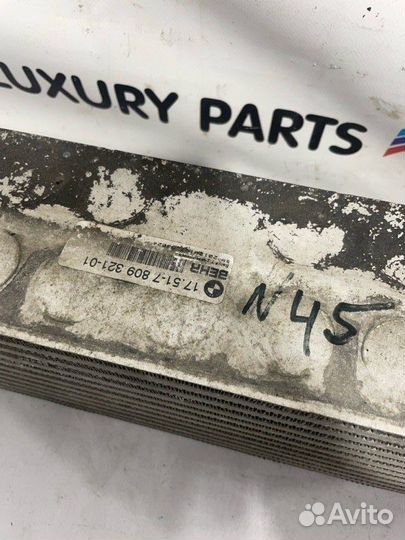 LUXURY PARTS
17.51-7 809 321-01
BEHR
N45
Avito